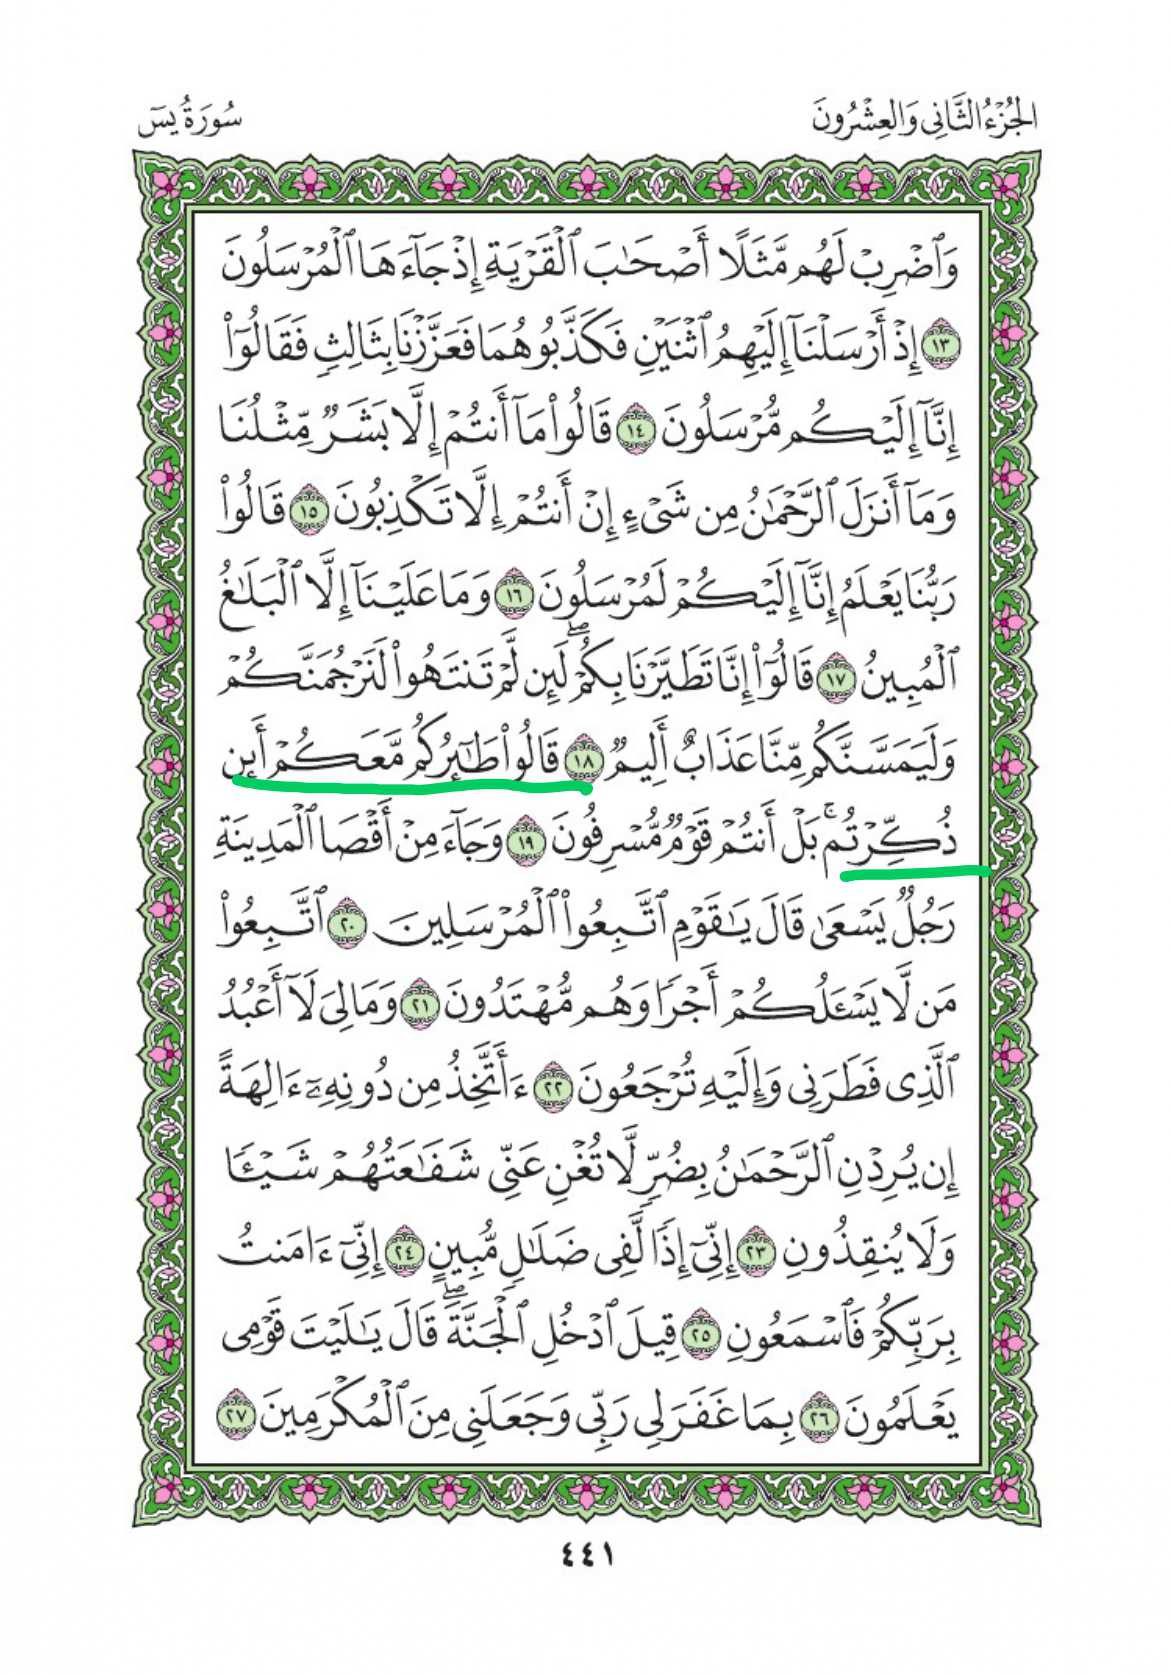 الجُزْءُ الثَّانِي وَالعِشْرُونَ
سُورَةُ يسٓ
وَٱضْرِبْ لَهُم مَّثَلًا أَصْحَٰبَ ٱلْقَرْيَةِ إِذْ جَآءَهَا ٱلْمُرْسَلُونَ
١٣ إِذْ أَرْسَلْنَآ إِلَيْهِمُ ٱثْنَيْنِ فَكَذَّبُوهُمَا فَعَزَّزْنَا بِثَالِثٍ فَقَالُوٓا۟
إِنَّآ إِلَيْكُم مُّرْسَلُونَ ١٤ قَالُوا۟ مَآ أَنتُمْ إِلَّا بَشَرٌ مِّثْلُنَا
وَمَآ أَنزَلَ ٱلرَّحْمَٰنُ مِن شَىْءٍ إِنْ أَنتُمْ إِلَّا تَكْذِبُونَ ١٥ قَالُوا۟
رَبُّنَا يَعْلَمُ إِنَّآ إِلَيْكُمْ لَمُرْسَلُونَ ١٦ وَمَا عَلَيْنَآ إِلَّا ٱلْبَلَٰغُ
ٱلْمُبِينُ ١٧ قَالُوٓا۟ إِنَّا تَطَيَّرْنَا بِكُمْ ۖ لَئِن لَّمْ تَنتَهُوا۟ لَنَرْجُمَنَّكُمْ
وَلَيَمَسَّنَّكُم مِّنَّا عَذَابٌ أَلِيمٌ ١٨ قَالُوا۟ طَٰٓئِرُكُم مَّعَكُمْ أَئِن
ذُكِّرْتُم ۚ بَلْ أَنتُمْ قَوْمٌ مُّسْرِفُونَ ١٩ وَجَآءَ مِنْ أَقْصَا ٱلْمَدِينَةِ
رَجُلٌ يَسْعَىٰ قَالَ يَٰقَوْمِ ٱتَّبِعُوا۟ ٱلْمُرْسَلِينَ ٢٠ ٱتَّبِعُوا۟
مَن لَّا يَسْـَٔلُكُمْ أَجْرًا وَهُم مُّهْتَدُونَ ٢١ وَمَا لِىَ لَآ أَعْبُدُ
ٱلَّذِى فَطَرَنِى وَإِلَيْهِ تُرْجَعُونَ ٢٢ ءَأَتَّخِذُ مِن دُونِهِۦٓ ءَالِهَةً
إِن يُرِدْنِ ٱلرَّحْمَٰنُ بِضُرٍّ لَّا تُغْنِ عَنِّى شَفَٰعَتُهُمْ شَيْـًٔا
وَلَا يُنقِذُونِ ٢٣ إِنِّىٓ إِذًا لَّفِى ضَلَٰلٍ مُّبِينٍ ٢٤ إِنِّىٓ ءَامَنتُ
بِرَبِّكُمْ فَٱسْمَعُونِ ٢٥ قِيلَ ٱدْخُلِ ٱلْجَنَّةَ ۖ قَالَ يَٰلَيْتَ قَوْمِى
يَعْلَمُونَ ٢٦ بِمَا غَفَرَ لِى رَبِّى وَجَعَلَنِى مِنَ ٱلْمُكْرَمِينَ ٢٧
٤٤١